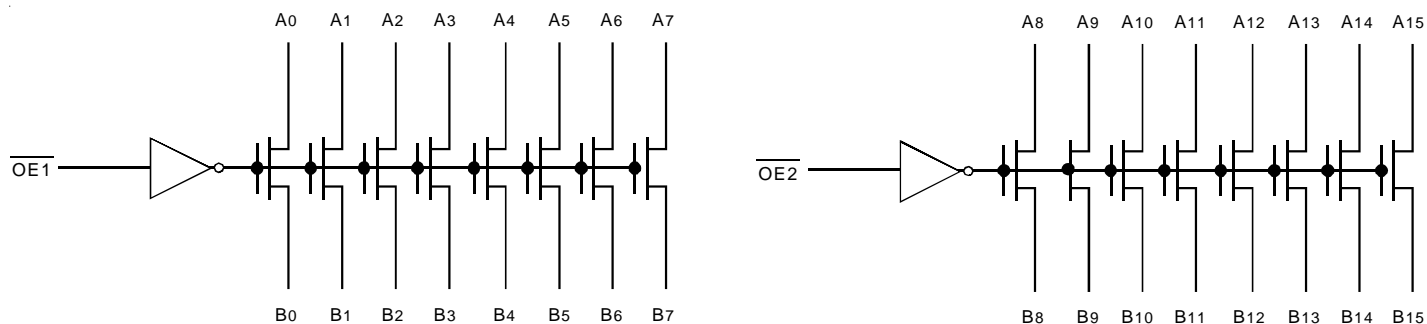 A0 A1 A2 A3 A4 A5 A6 A7
OE1
B0 B1 B2 B3 B4 B5 B6 B7
A8 A9 A10 A11 A12 A13 A14 A15
OE2
B8 B9 B10 B11 B12 B13 B14 B15